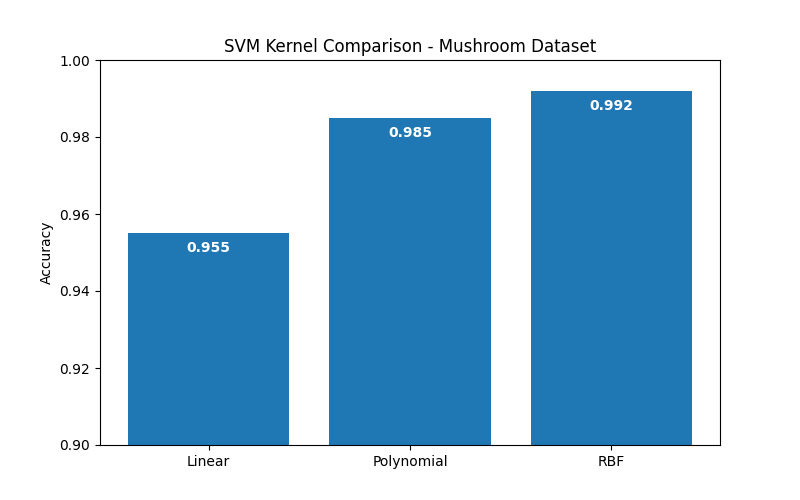 SVM Kernel Comparison - Mushroom Dataset
1.00
0.98
0.96
0.94
0.92
0.90
Accuracy
0.955
0.985
0.992
Linear
Polynomial
RBF